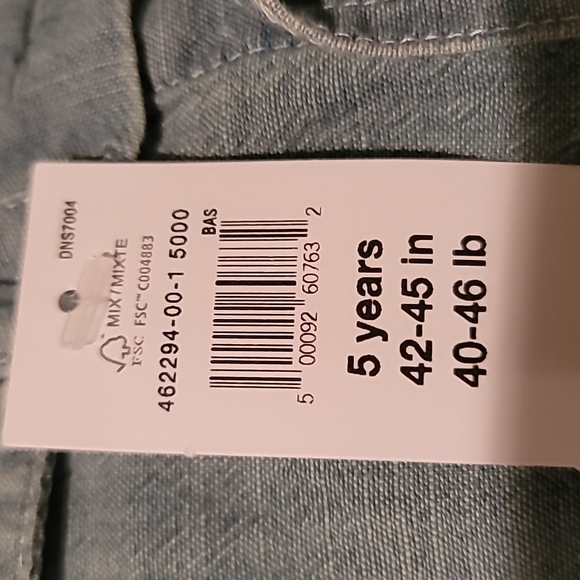 DNS7004
MIX/MIXTE
FSC FSC™ C004883
462294-00-1 5000
BAS
5 00092 60763 2
5 years
42-45 in
40-46 lb